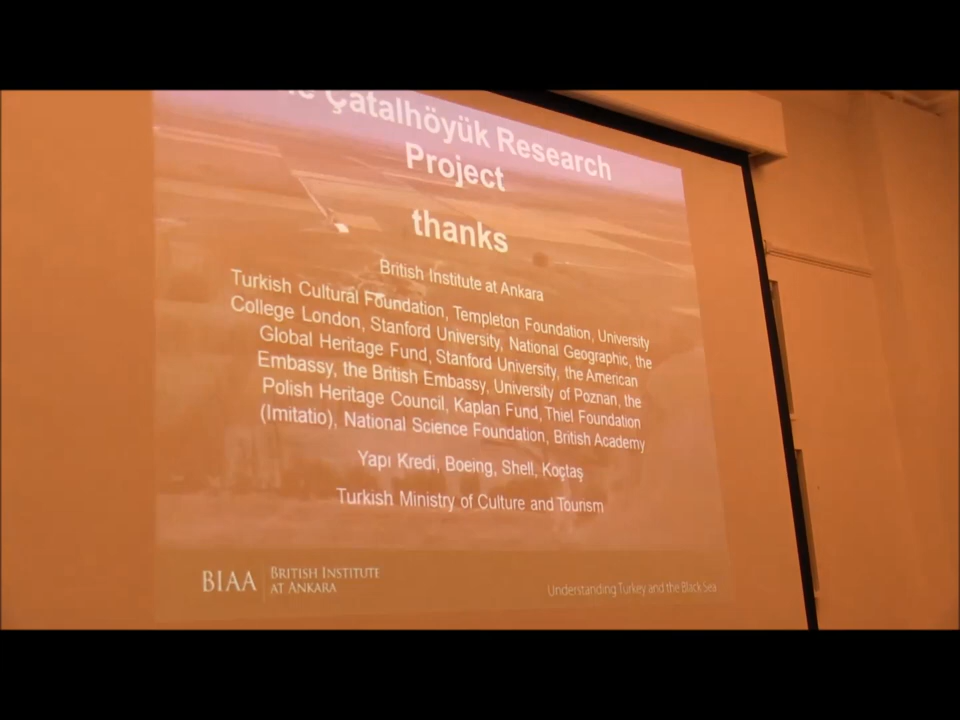 Çatalhöyük Research
Project
thanks
British Institute at Ankara
Turkish Cultural Foundation, Templeton Foundation, University
College London, Stanford University, National Geographic, the
Global Heritage Fund, Stanford University, the American
Embassy, the British Embassy, University of Poznan, the
Polish Heritage Council, Kaplan Fund, Thiel Foundation
(Imitatio), National Science Foundation, British Academy
Yapı Kredi, Boeing, Shell, Koçtaş
Turkish Ministry of Culture and Tourism
BIAA
BRITISH INSTITUTE
AT ANKARA
Understanding Turkey and the Black Sea